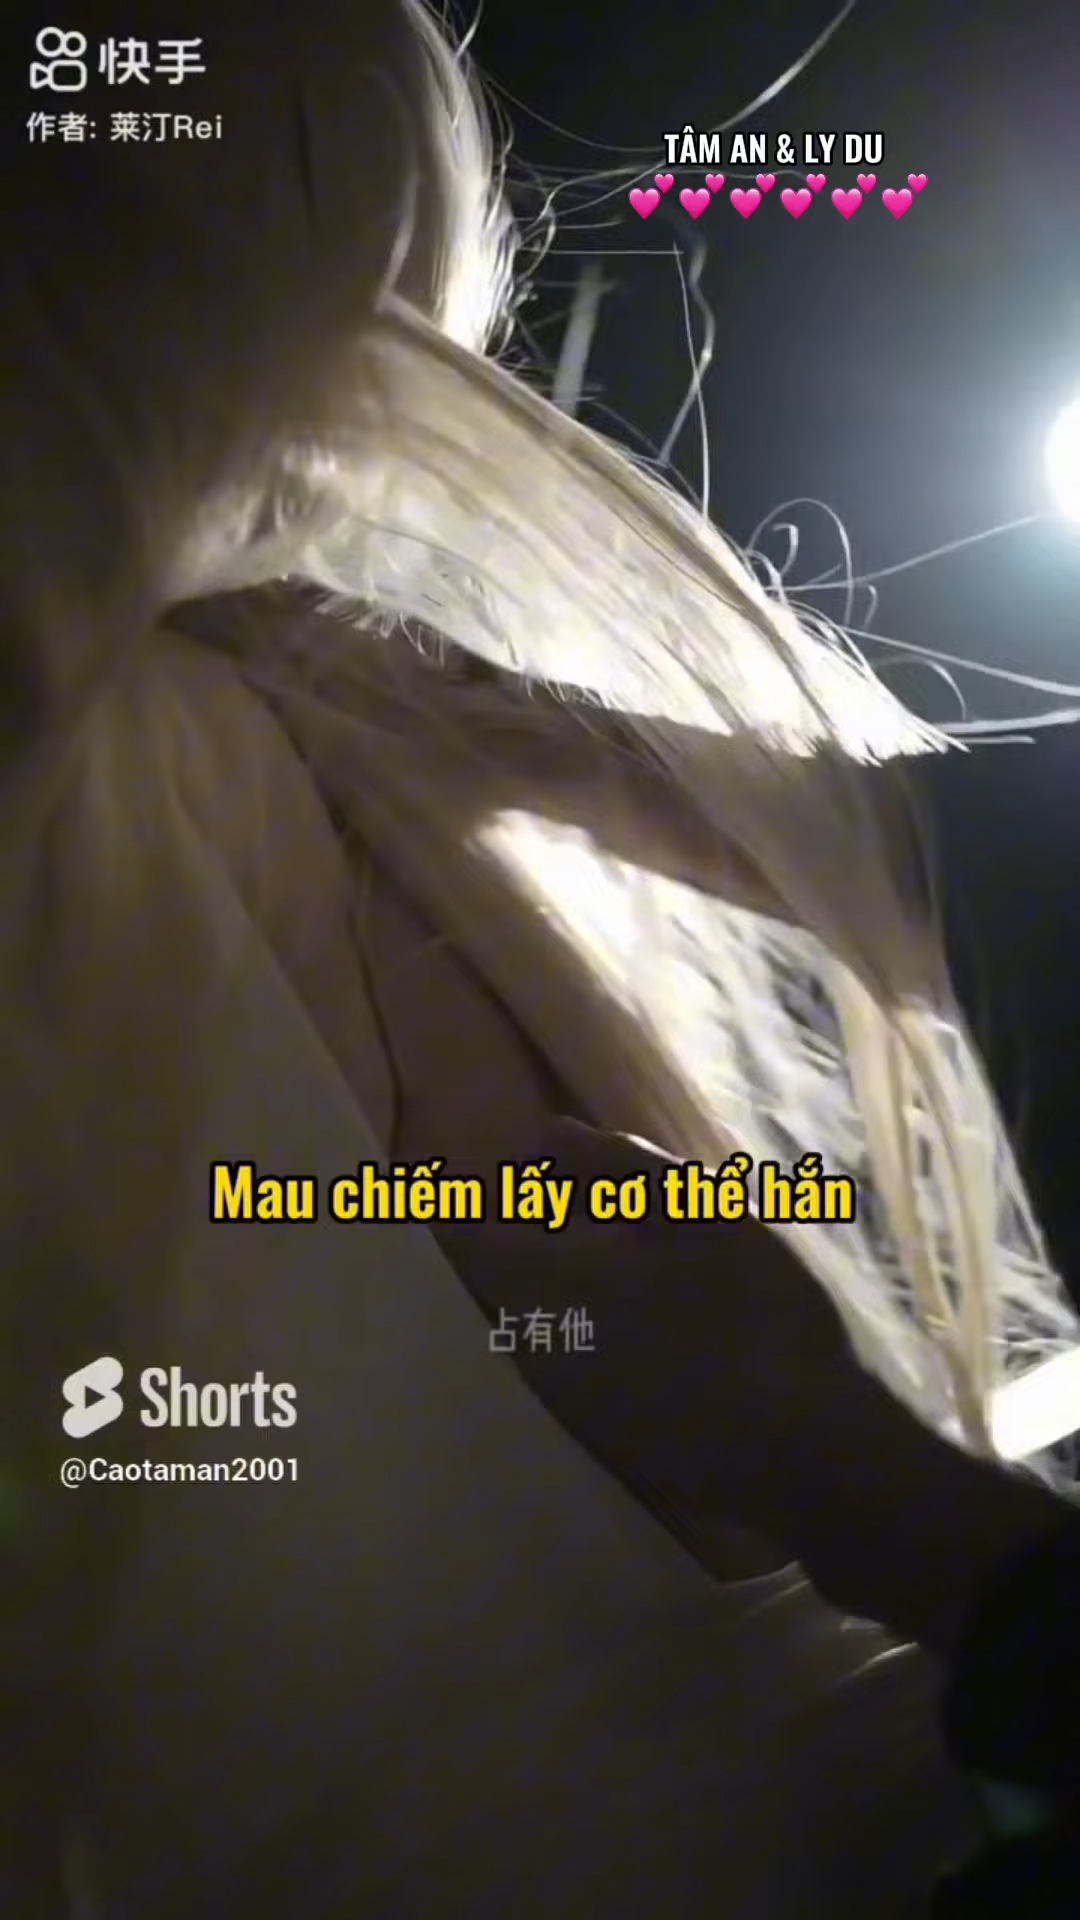 快手
作者: 莱汀Rei
TÂM AN & LY DU
Mau chiếm lấy cơ thể hắn
占有他
Shorts
@Caotaman2001